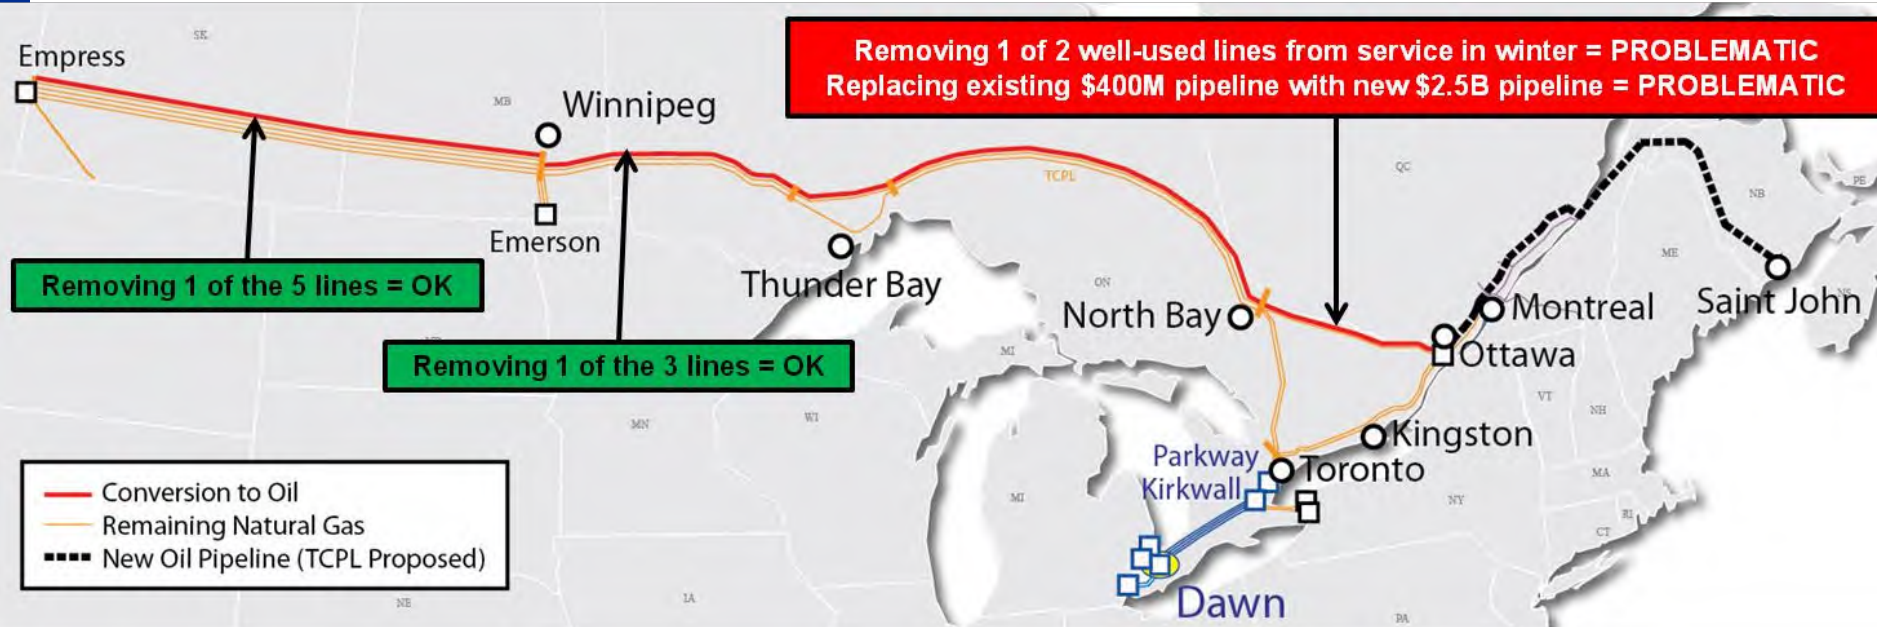 Removing 1 of 2 well-used lines from service in winter = PROBLEMATIC
Replacing existing $400M pipeline with new $2.5B pipeline = PROBLEMATIC
SK
Empress
MB
Winnipeg
Emerson
Removing 1 of the 5 lines = OK
Removing 1 of the 3 lines = OK
Thunder Bay
TCPL
ON
QC
NB
PE
ME
NS
North Bay
Montreal
Saint John
Ottawa
MI
VT
NH
Kingston
Toronto
Parkway
Kirkwall
Dawn
MN
WI
MI
MA
NY
RI
CT
NE
IA
PA
Conversion to Oil
Remaining Natural Gas
New Oil Pipeline (TCPL Proposed)